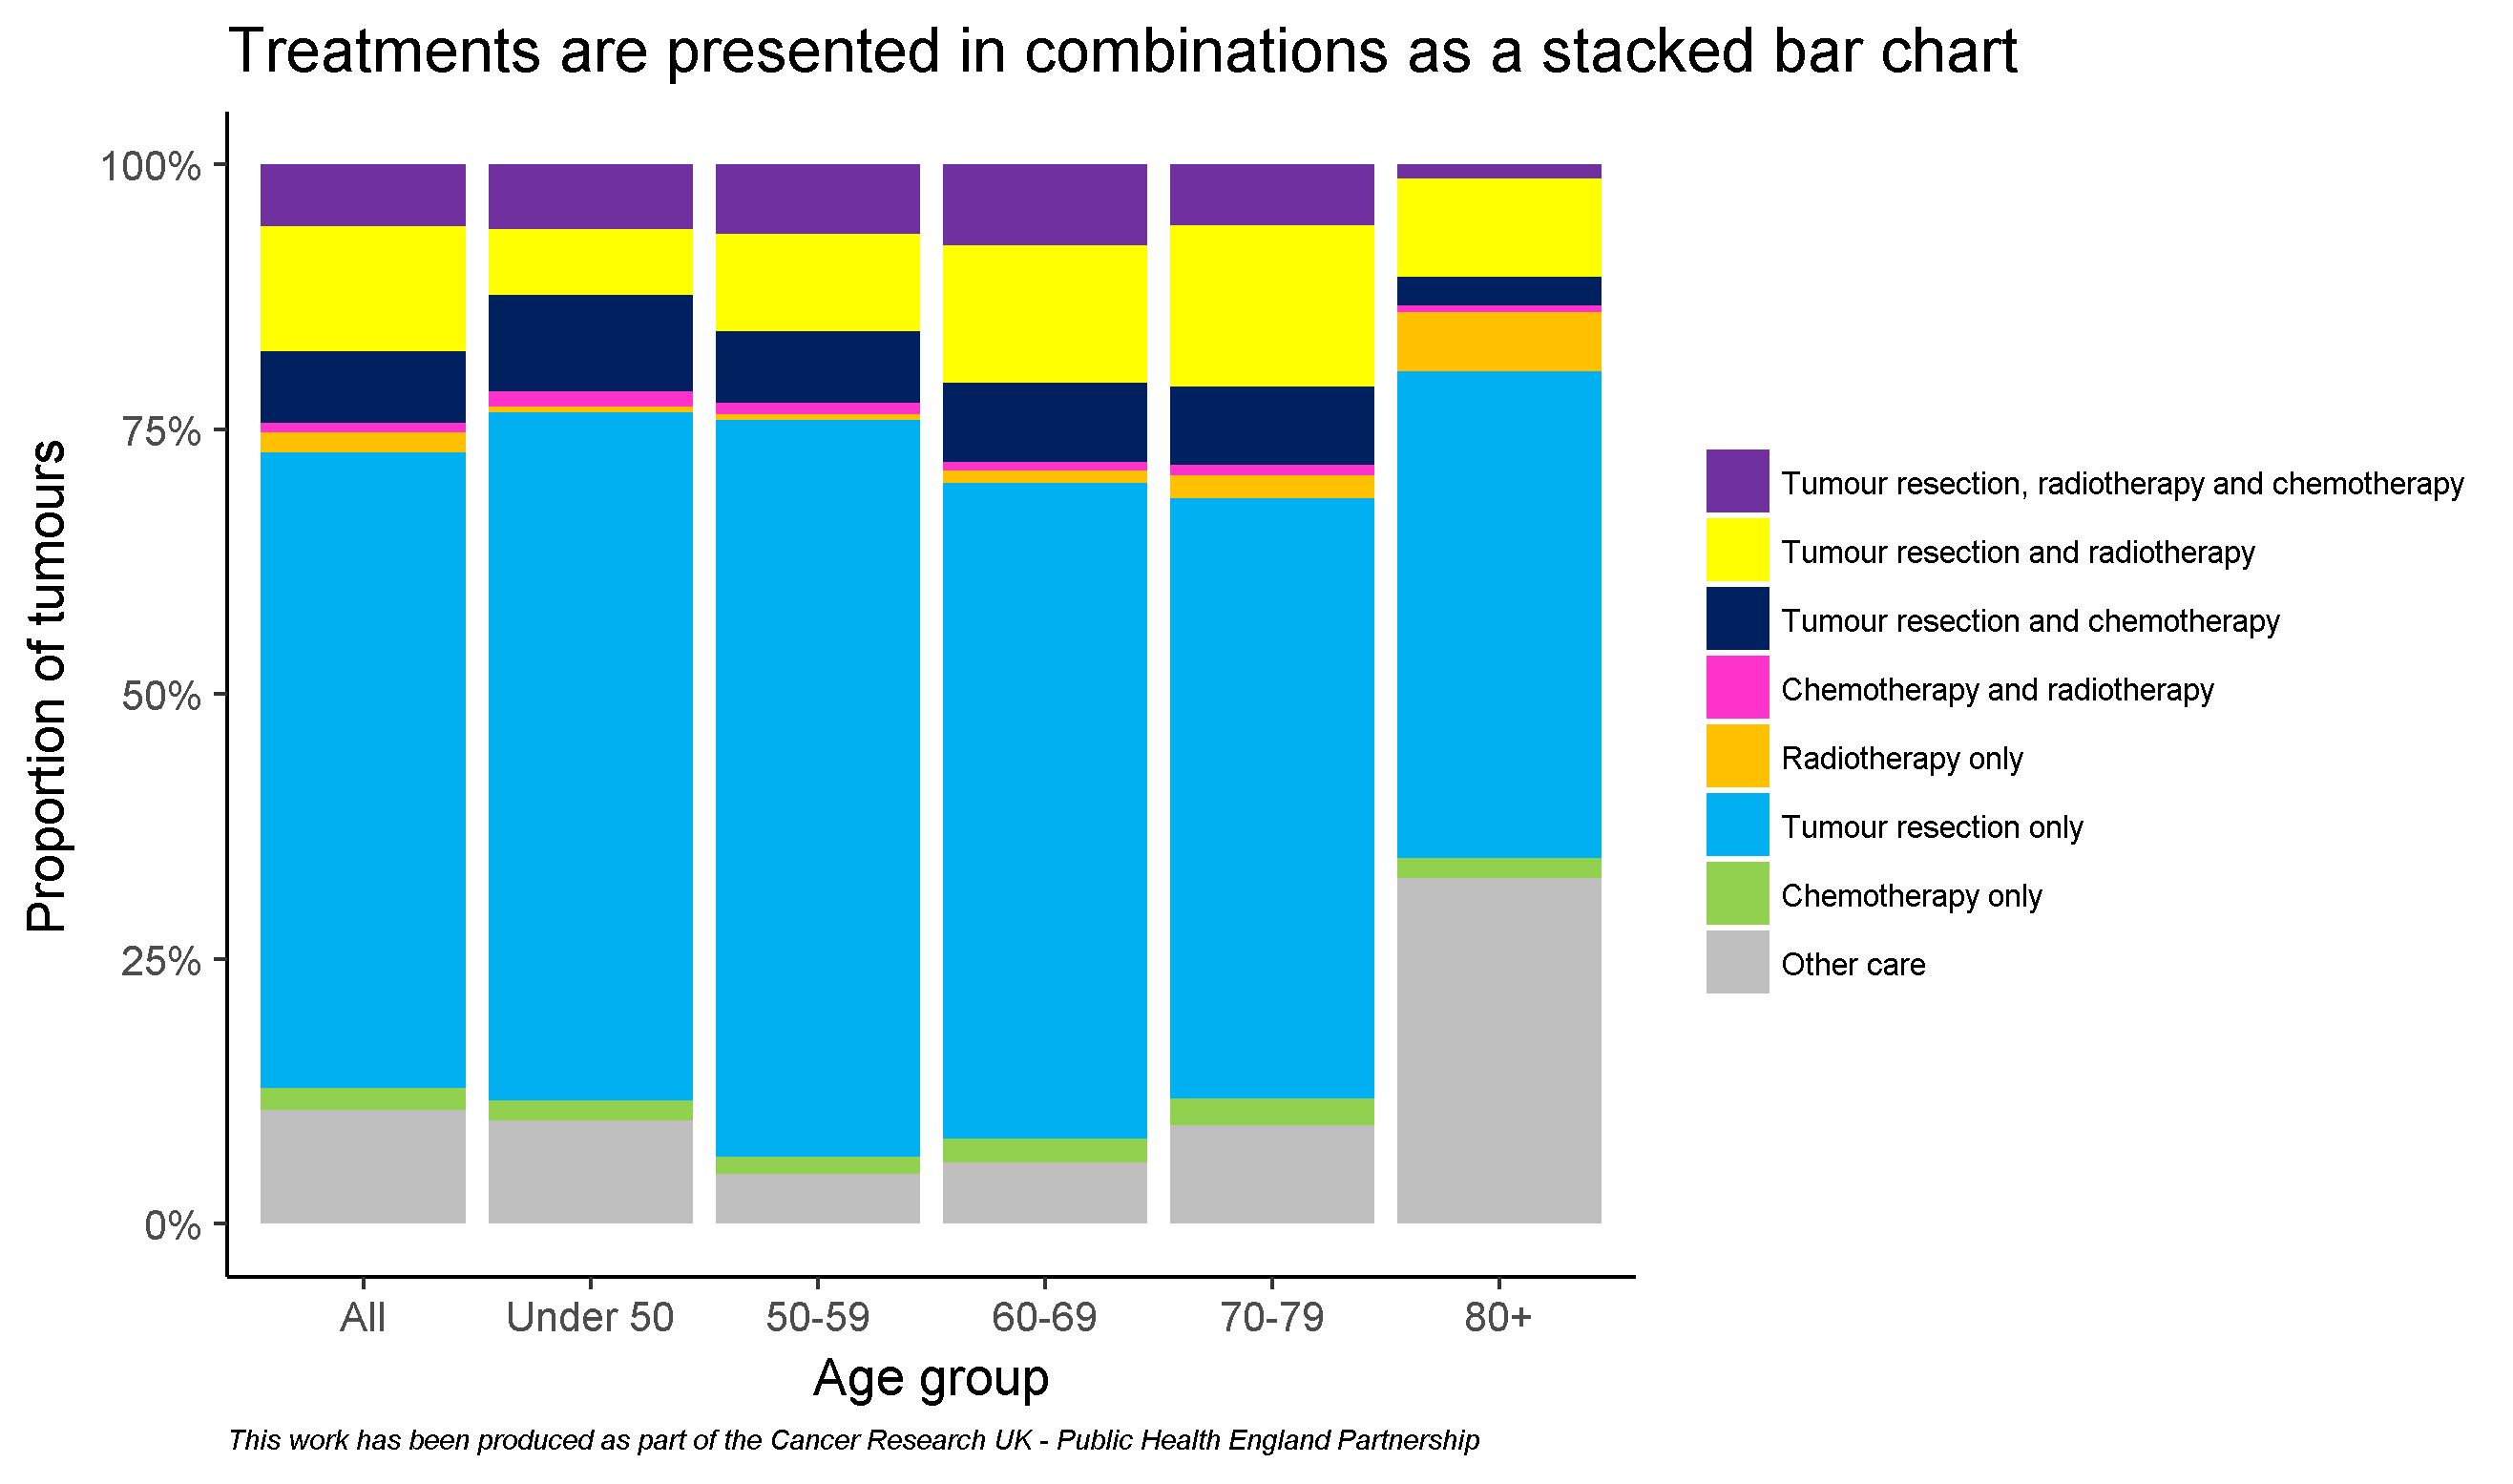 Treatments are presented in combinations as a stacked bar chart
Proportion of tumours
100%
75%
50%
25%
0%
All
Under 50
50-59
60-69
70-79
80+
Age group
Tumour resection, radiotherapy and chemotherapy
Tumour resection and radiotherapy
Tumour resection and chemotherapy
Chemotherapy and radiotherapy
Radiotherapy only
Tumour resection only
Chemotherapy only
Other care
This work has been produced as part of the Cancer Research UK - Public Health England Partnership